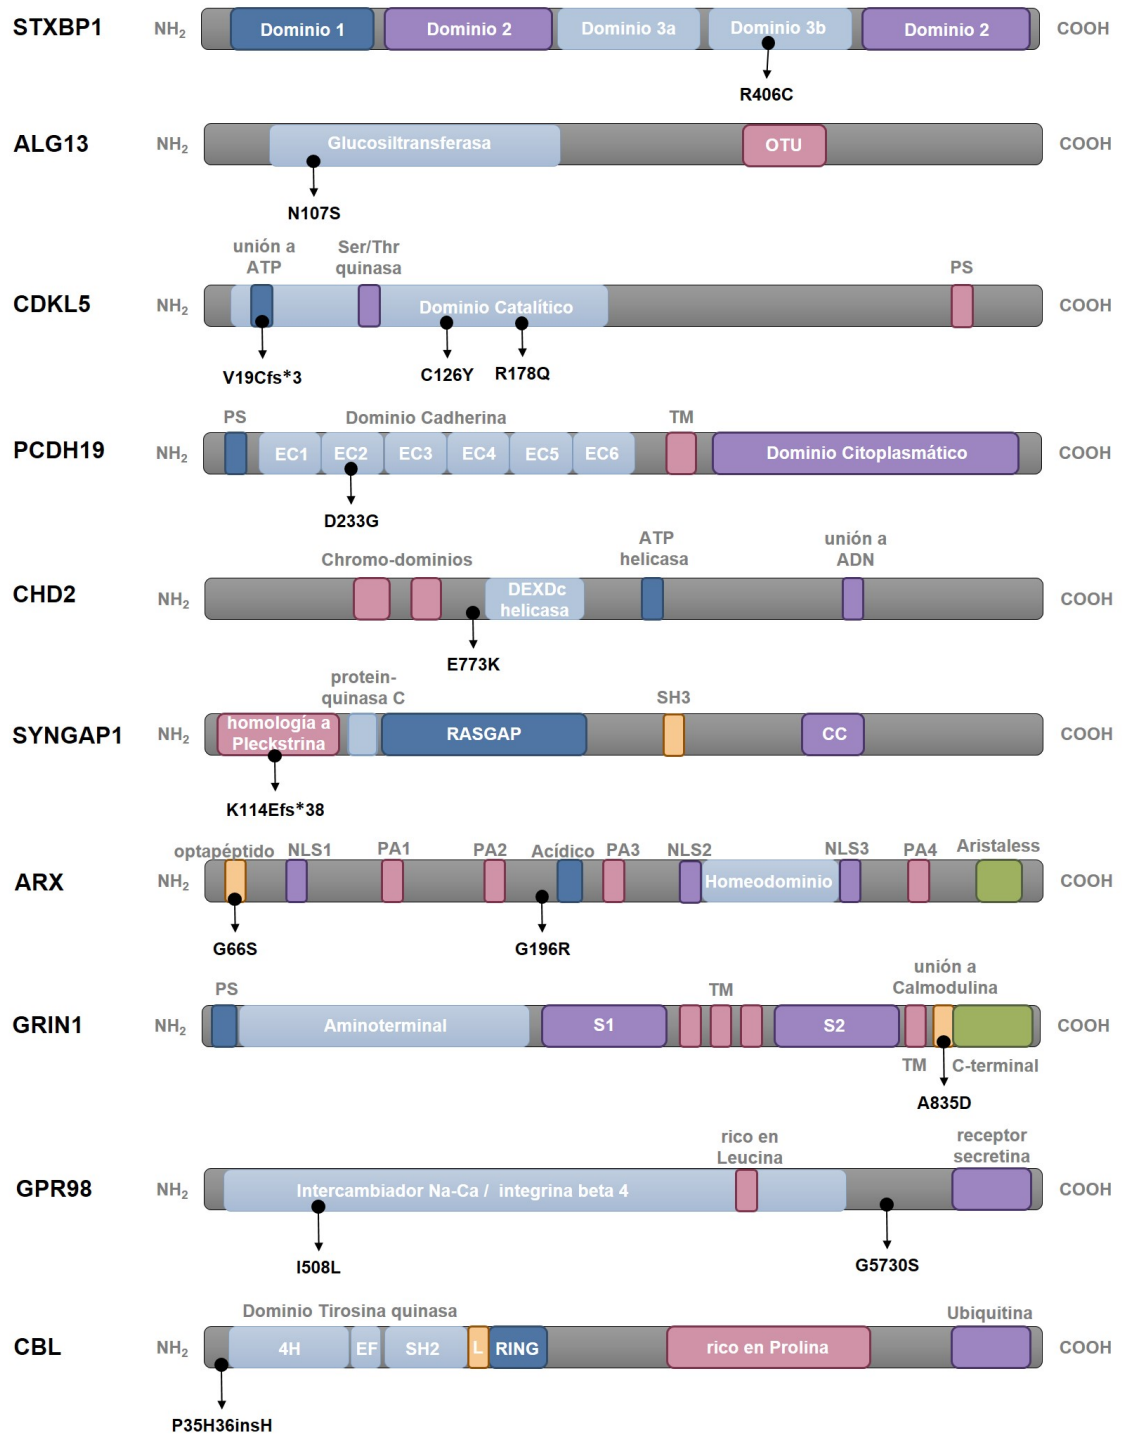 STXBP1 NH2 Dominio 1 Dominio 2 Dominio 3a Dominio 3b Dominio 2 COOH
R406C
ALG13 NH2 Glucosiltransferasa OTU COOH
N107S
unión a
ATP
Ser/Thr
quinasa
PS
CDKL5 NH2 Dominio Catalítico COOH
V19Cfs*3 C126Y R178Q
PS Dominio Cadherina TM
PCDH19 NH2 EC1 EC2 EC3 EC4 EC5 EC6 Dominio Citoplasmático COOH
D233G
Chromo-dominios
ATP
helicasa
unión a
ADN
CHD2 NH2 DEXDc
helicasa
COOH
E773K
protein-
quinasa C
SH3
SYNGAP1 NH2 homología a
Pleckstrina
RASGAP CC COOH
K114Efs*38
optapéptido NLS1 PA1 PA2 Acídico PA3 NLS2 NLS3 PA4 Aristaless
ARX NH2 Homeodominio COOH
G66S G196R
PS TM
unión a
Calmodulina
GRIN1 NH2 Aminoterminal S1 S2 COOH
TM C-terminal
A835D
rico en
Leucina
receptor
secretina
GPR98 NH2 Intercambiador Na-Ca / integrina beta 4 COOH
I508L G5730S
Dominio Tirosina quinasa Ubiquitina
CBL NH2 4H EF SH2 L RING rico en Prolina COOH
P35H36insH